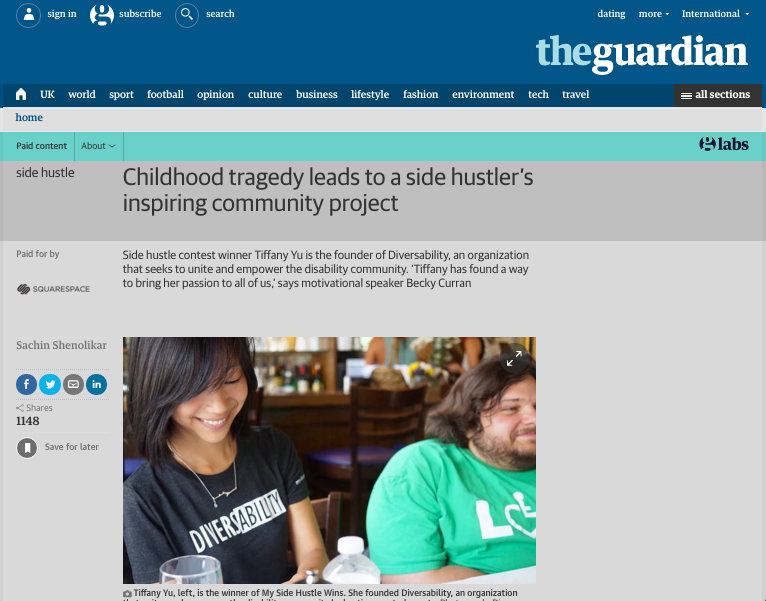 sign in
subscribe
search
dating
more
International
theguardian
UK
world
sport
football
opinion
culture
business
lifestyle
fashion
environment
tech
travel
all sections
home
Paid content
About
labs
side hustle
Childhood tragedy leads to a side hustler's
inspiring community project
Paid for by
SQUARESPACE
Side hustle contest winner Tiffany Yu is the founder of Diversability, an organization
that seeks to unite and empower the disability community. ‘Tiffany has found a way
to bring her passion to all of us,’ says motivational speaker Becky Curran
Sachin Shenolikar
Shares
1148
Save for later
DIVERSABILITY
Tiffany Yu, left, is the winner of My Side Hustle Wins. She founded Diversability, an organization